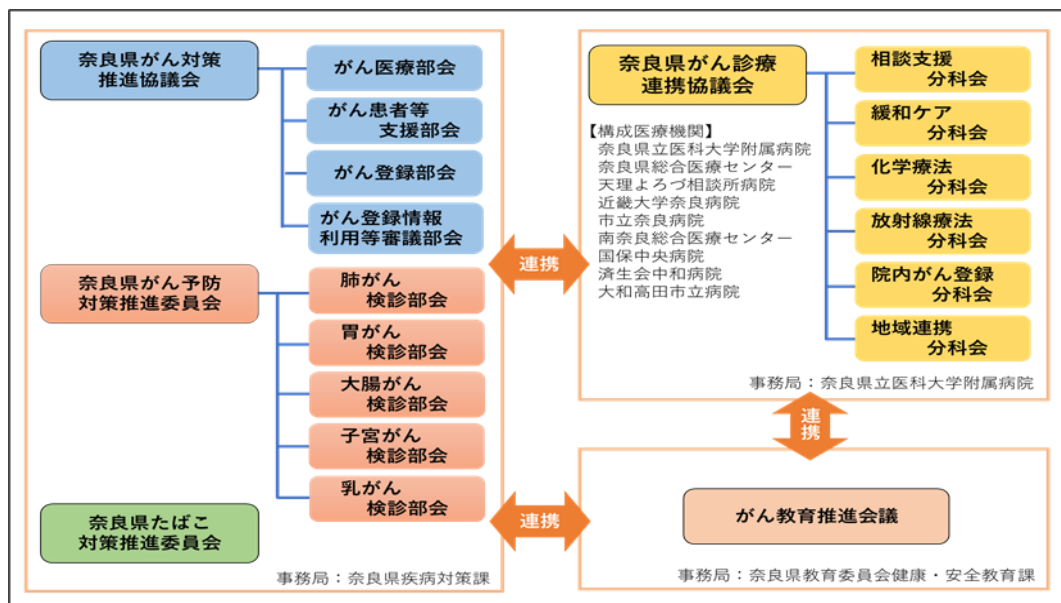 奈良県がん対策
推進協議会
がん医療部会
がん患者等
支援部会
がん登録部会
がん登録情報
利用等審議部会
奈良県がん予防
対策推進委員会
肺がん
検診部会
胃がん
検診部会
大腸がん
検診部会
子宮がん
検診部会
乳がん
検診部会
奈良県たばこ
対策推進委員会
事務局：奈良県疾病対策課
連携
連携
奈良県がん診療
連携協議会
【構成医療機関】
奈良県立医科大学附属病院
奈良県総合医療センター
天理よろづ相談所病院
近畿大学奈良病院
市立奈良病院
南奈良総合医療センター
国保中央病院
済生会中和病院
大和高田市立病院
相談支援
分科会
緩和ケア
分科会
化学療法
分科会
放射線療法
分科会
院内がん登録
分科会
地域連携
分科会
事務局：奈良県立医科大学附属病院
連携
がん教育推進会議
事務局：奈良県教育委員会健康・安全教育課